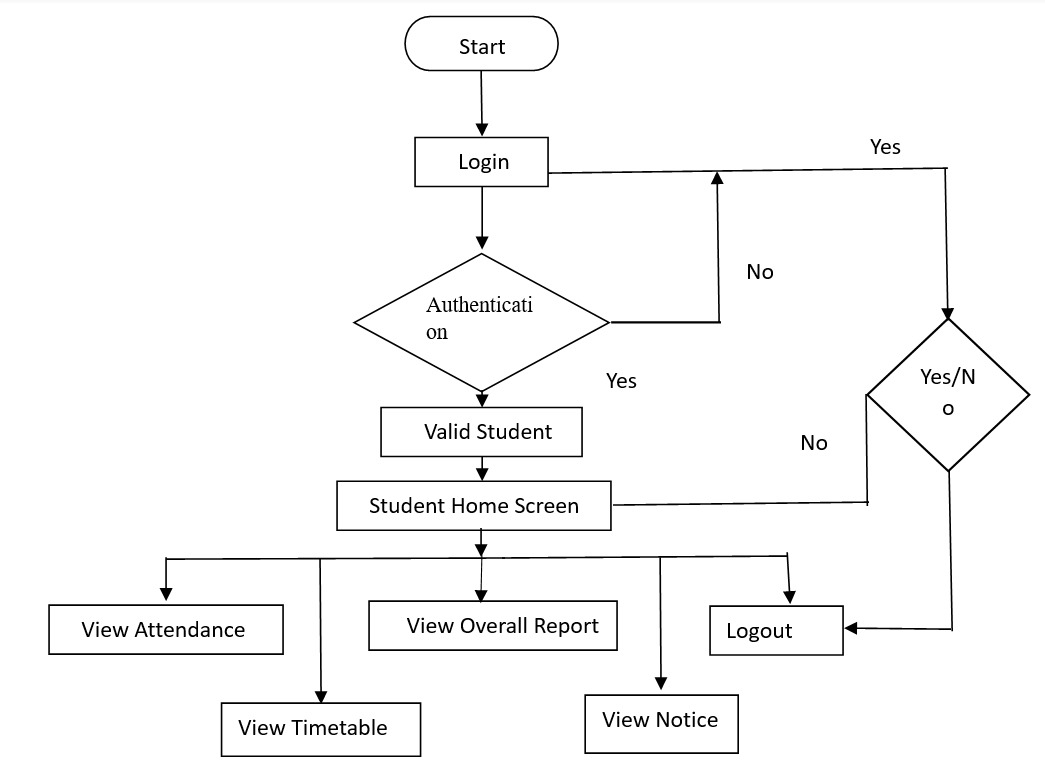 Start
Login
Yes
No
Authenticati
on
Yes
Yes/N
o
No
Valid Student
Student Home Screen
View Attendance
View Overall Report
Logout
View Timetable
View Notice